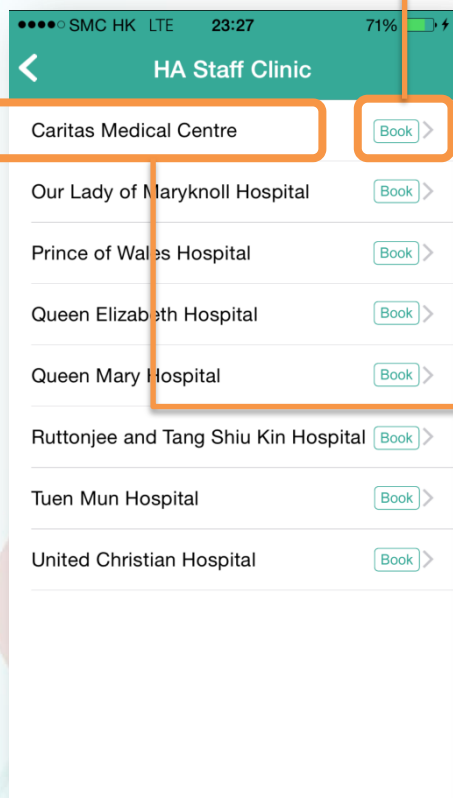 SMC HK LTE 23:27 71%
HA Staff Clinic
Caritas Medical Centre Book
Our Lady of Maryknoll Hospital Book
Prince of Wales Hospital Book
Queen Elizabeth Hospital Book
Queen Mary Hospital Book
Ruttonjee and Tang Shiu Kin Hospital Book
Tuen Mun Hospital Book
United Christian Hospital Book